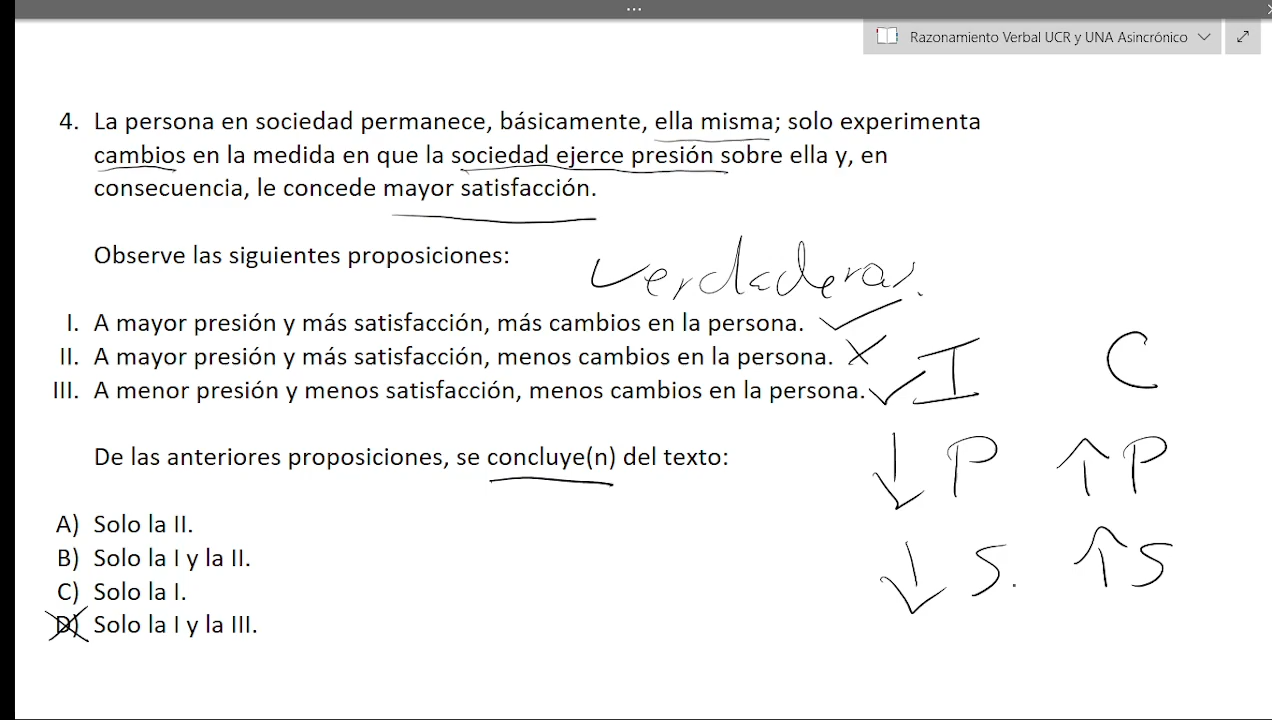 Razonamiento Verbal UCR y UNA Asincrónico
4. La persona en sociedad permanece, básicamente, ella misma; solo experimenta
cambios en la medida en que la sociedad ejerce presión sobre ella y, en
consecuencia, le concede mayor satisfacción.
Observe las siguientes proposiciones:
verdaderas.
I. A mayor presión y más satisfacción, más cambios en la persona.
II. A mayor presión y más satisfacción, menos cambios en la persona.
III. A menor presión y menos satisfacción, menos cambios en la persona.
I C
De las anteriores proposiciones, se concluye(n) del texto:
↓ P ↑ P
A) Solo la II.
B) Solo la I y la II.
↓ S. ↑ S
C) Solo la I.
D) Solo la I y la III.